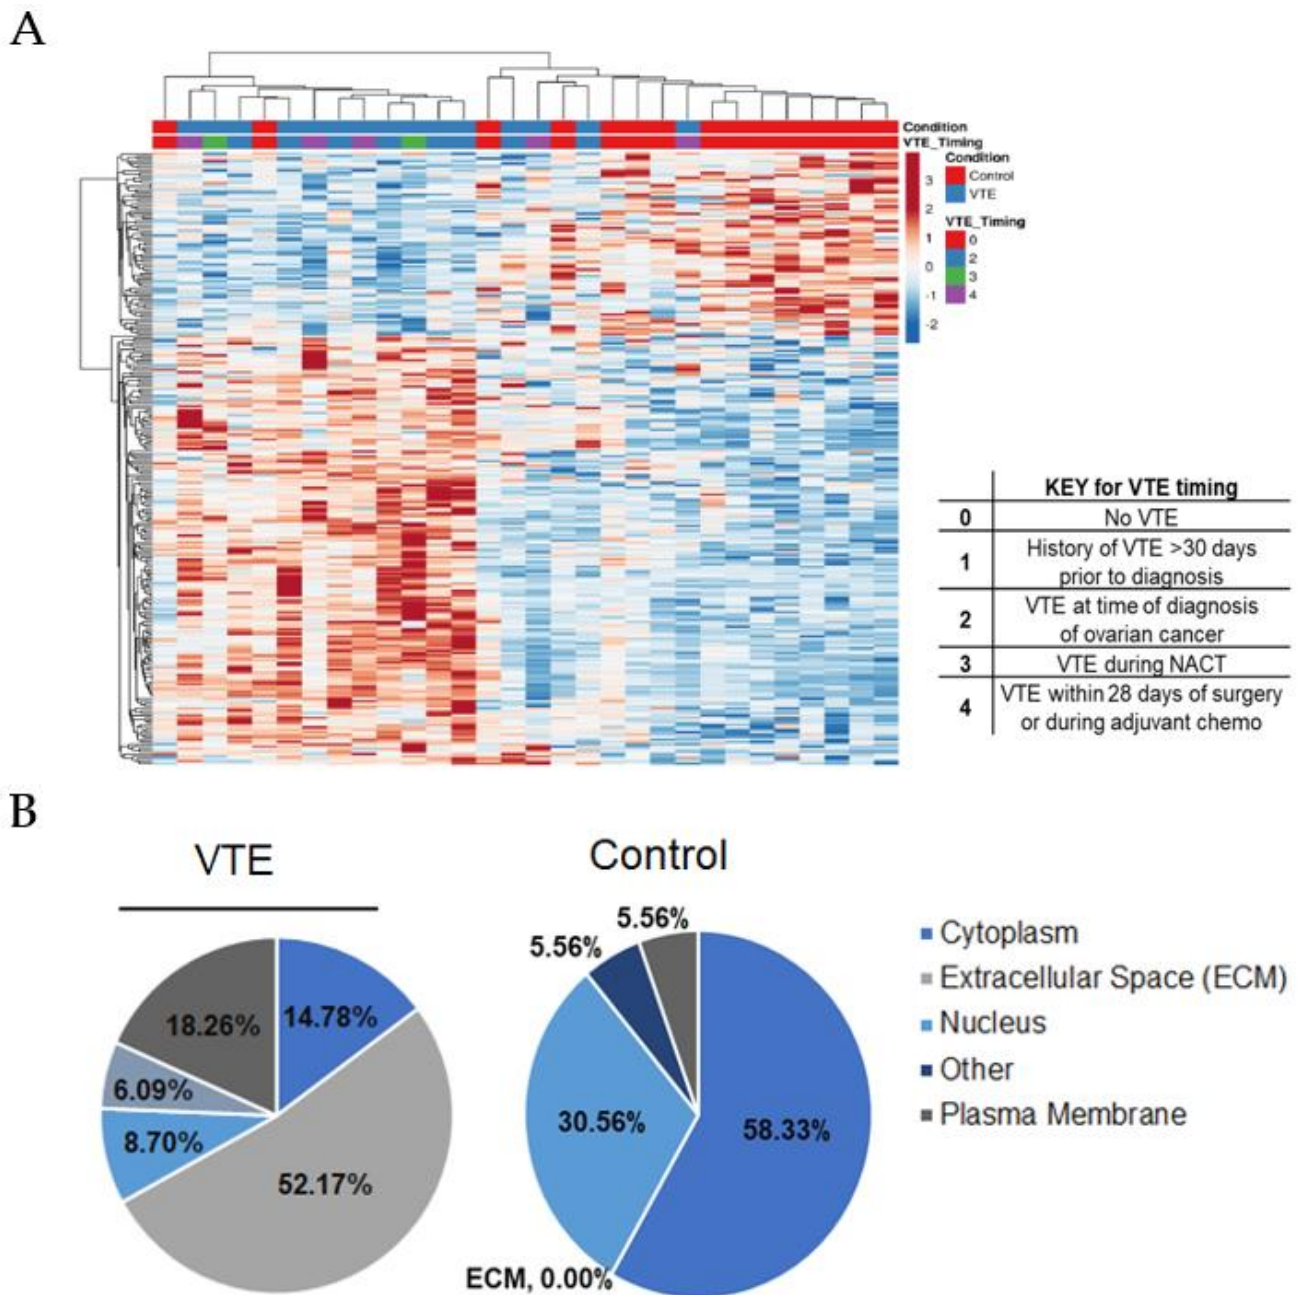 A
Condition
VTE_Timing
3
2
1
0
-1
-2
Condition
Control
VTE
VTE_Timing
0
2
3
4
KEY for VTE timing
0 No VTE
1 History of VTE >30 days
prior to diagnosis
2 VTE at time of diagnosis
of ovarian cancer
3 VTE during NACT
4 VTE within 28 days of surgery
or during adjuvant chemo
B
VTE
18.26% 14.78%
6.09%
8.70%
52.17%
Control
5.56%
5.56%
30.56% 58.33%
ECM, 0.00%
Cytoplasm
Extracellular Space (ECM)
Nucleus
Other
Plasma Membrane